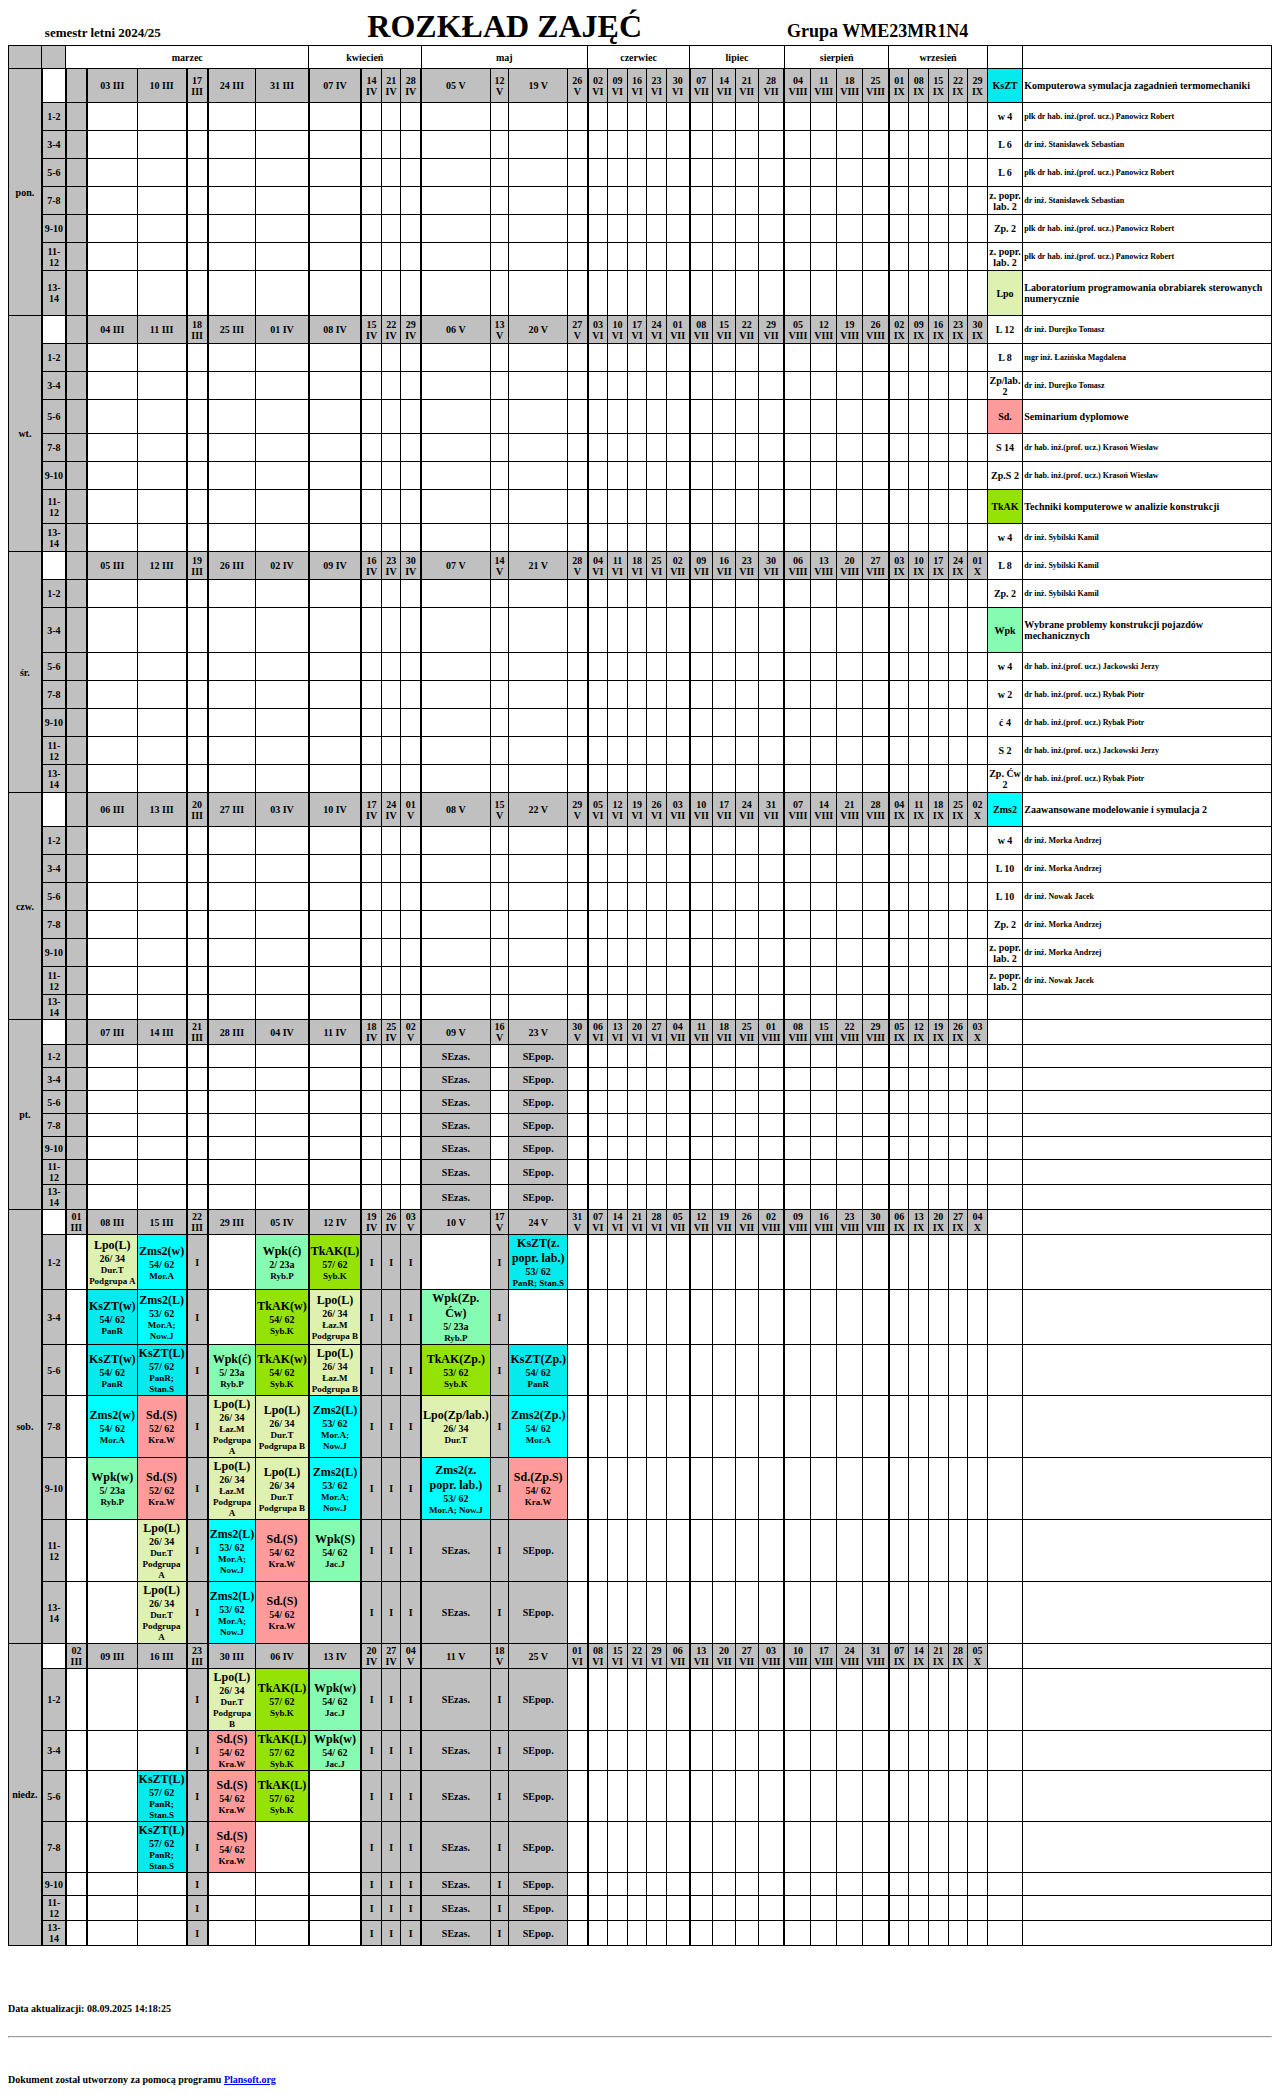 semestr letni 2024/25 ROZKŁAD ZAJĘĆ Grupa WME23MR1N4
marzec kwiecień maj czerwiec lipiec sierpień wrzesień
pon. 03 III 10 III 17 III 24 III 31 III 07 IV 14 IV 21 IV 28 IV 05 V 12 V 19 V 26 V 02 VI 09 VI 16 VI 23 VI 30 VI 07 VII 14 VII 21 VII 28 VII 04 VIII 11 VIII 18 VIII 25 VIII 01 IX 08 IX 15 IX 22 IX 29 IX KsZT Komputerowa symulacja zagadnień termomechaniki
1-2 w 4 płk dr hab. inż.(prof. ucz.) Panowicz Robert
3-4 L 6 dr inż. Stanisławek Sebastian
5-6 L 6 płk dr hab. inż.(prof. ucz.) Panowicz Robert
7-8 z. popr. lab. 2 dr inż. Stanisławek Sebastian
9-10 Zp. 2 płk dr hab. inż.(prof. ucz.) Panowicz Robert
11-12 z. popr. lab. 2 płk dr hab. inż.(prof. ucz.) Panowicz Robert
13-14 Lpo Laboratorium programowania obrabiarek sterowanych numerycznie
wt. 04 III 11 III 18 III 25 III 01 IV 08 IV 15 IV 22 IV 29 IV 06 V 13 V 20 V 27 V 03 VI 10 VI 17 VI 24 VI 01 VII 08 VII 15 VII 22 VII 29 VII 05 VIII 12 VIII 19 VIII 26 VIII 02 IX 09 IX 16 IX 23 IX 30 IX L 12 dr inż. Durejko Tomasz
1-2 L 8 mgr inż. Łazińska Magdalena
3-4 Zp/lab. 2 dr inż. Durejko Tomasz
5-6 Sd. Seminarium dyplomowe
7-8 S 14 dr hab. inż.(prof. ucz.) Krasoń Wiesław
9-10 Zp.S 2 dr hab. inż.(prof. ucz.) Krasoń Wiesław
11-12 TkAK Techniki komputerowe w analizie konstrukcji
13-14 w 4 dr inż. Sybilski Kamil
śr. 05 III 12 III 19 III 26 III 02 IV 09 IV 16 IV 23 IV 30 IV 07 V 14 V 21 V 28 V 04 VI 11 VI 18 VI 25 VI 02 VII 09 VII 16 VII 23 VII 30 VII 06 VIII 13 VIII 20 VIII 27 VIII 03 IX 10 IX 17 IX 24 IX 01 X L 8 dr inż. Sybilski Kamil
1-2 Zp. 2 dr inż. Sybilski Kamil
3-4 Wpk Wybrane problemy konstrukcji pojazdów mechanicznych
5-6 w 4 dr hab. inż.(prof. ucz.) Jackowski Jerzy
7-8 w 2 dr hab. inż.(prof. ucz.) Rybak Piotr
9-10 ć 4 dr hab. inż.(prof. ucz.) Rybak Piotr
11-12 S 2 dr hab. inż.(prof. ucz.) Jackowski Jerzy
13-14 Zp. Ćw 2 dr hab. inż.(prof. ucz.) Rybak Piotr
czw. 06 III 13 III 20 III 27 III 03 IV 10 IV 17 IV 24 IV 01 V 08 V 15 V 22 V 29 V 05 VI 12 VI 19 VI 26 VI 03 VII 10 VII 17 VII 24 VII 31 VII 07 VIII 14 VIII 21 VIII 28 VIII 04 IX 11 IX 18 IX 25 IX 02 X Zms2 Zaawansowane modelowanie i symulacja 2
1-2 w 4 dr inż. Morka Andrzej
3-4 L 10 dr inż. Morka Andrzej
5-6 L 10 dr inż. Nowak Jacek
7-8 Zp. 2 dr inż. Morka Andrzej
9-10 z. popr. lab. 2 dr inż. Morka Andrzej
11-12 z. popr. lab. 2 dr inż. Nowak Jacek
13-14
pt. 07 III 14 III 21 III 28 III 04 IV 11 IV 18 IV 25 IV 02 V 09 V 16 V 23 V 30 V 06 VI 13 VI 20 VI 27 VI 04 VII 11 VII 18 VII 25 VII 01 VIII 08 VIII 15 VIII 22 VIII 29 VIII 05 IX 12 IX 19 IX 26 IX 03 X
1-2 SEzas. SEpop.
3-4 SEzas. SEpop.
5-6 SEzas. SEpop.
7-8 SEzas. SEpop.
9-10 SEzas. SEpop.
11-12 SEzas. SEpop.
13-14 SEzas. SEpop.
sob. 01 III 08 III 15 III 22 III 29 III 05 IV 12 IV 19 IV 26 IV 03 V 10 V 17 V 24 V 31 V 07 VI 14 VI 21 VI 28 VI 05 VII 12 VII 19 VII 26 VII 02 VIII 09 VIII 16 VIII 23 VIII 30 VIII 06 IX 13 IX 20 IX 27 IX 04 X
1-2 Lpo(L) 26/ 34 Dur.T Podgrupa A Zms2(w) 54/ 62 Mor.A I Wpk(ć) 2/ 23a Ryb.P TkAK(L) 57/ 62 Syb.K I I I I KsZT(z. popr. lab.) 53/ 62 PanR; Stan.S
3-4 KsZT(w) 54/ 62 PanR Zms2(L) 53/ 62 Mor.A; Now.J I TkAK(w) 54/ 62 Syb.K Lpo(L) 26/ 34 Łaz.M Podgrupa B I I I Wpk(Zp. Ćw) 5/ 23a Ryb.P I
5-6 KsZT(w) 54/ 62 PanR KsZT(L) 57/ 62 PanR; Stan.S I Wpk(ć) 5/ 23a Ryb.P TkAK(w) 54/ 62 Syb.K Lpo(L) 26/ 34 Łaz.M Podgrupa B I I I TkAK(Zp.) 53/ 62 Syb.K I KsZT(Zp.) 54/ 62 PanR
7-8 Zms2(w) 54/ 62 Mor.A Sd.(S) 52/ 62 Kra.W I Lpo(L) 26/ 34 Łaz.M Podgrupa A Lpo(L) 26/ 34 Dur.T Podgrupa B Zms2(L) 53/ 62 Mor.A; Now.J I I I Lpo(Zp/lab.) 26/ 34 Dur.T I Zms2(Zp.) 54/ 62 Mor.A
9-10 Wpk(w) 5/ 23a Ryb.P Sd.(S) 52/ 62 Kra.W I Lpo(L) 26/ 34 Łaz.M Podgrupa A Lpo(L) 26/ 34 Dur.T Podgrupa B Zms2(L) 53/ 62 Mor.A; Now.J I I I Zms2(z. popr. lab.) 53/ 62 Mor.A; Now.J I Sd.(Zp.S) 54/ 62 Kra.W
11-12 Lpo(L) 26/ 34 Dur.T Podgrupa A I Zms2(L) 53/ 62 Mor.A; Now.J Sd.(S) 54/ 62 Kra.W Wpk(S) 54/ 62 Jac.J I I I SEzas. I SEpop.
13-14 Lpo(L) 26/ 34 Dur.T Podgrupa A I Zms2(L) 53/ 62 Mor.A; Now.J Sd.(S) 54/ 62 Kra.W I I I SEzas. I SEpop.
niedz. 02 III 09 III 16 III 23 III 30 III 06 IV 13 IV 20 IV 27 IV 04 V 11 V 18 V 25 V 01 VI 08 VI 15 VI 22 VI 29 VI 06 VII 13 VII 20 VII 27 VII 03 VIII 10 VIII 17 VIII 24 VIII 31 VIII 07 IX 14 IX 21 IX 28 IX 05 X
1-2 I Lpo(L) 26/ 34 Dur.T Podgrupa B TkAK(L) 57/ 62 Syb.K Wpk(w) 54/ 62 Jac.J I I I SEzas. I SEpop.
3-4 I Sd.(S) 54/ 62 Kra.W TkAK(L) 57/ 62 Syb.K Wpk(w) 54/ 62 Jac.J I I I SEzas. I SEpop.
5-6 KsZT(L) 57/ 62 PanR; Stan.S I Sd.(S) 54/ 62 Kra.W TkAK(L) 57/ 62 Syb.K I I I SEzas. I SEpop.
7-8 KsZT(L) 57/ 62 PanR; Stan.S I Sd.(S) 54/ 62 Kra.W I I I SEzas. I SEpop.
9-10 I I I I SEzas. I SEpop.
11-12 I I I I SEzas. I SEpop.
13-14 I I I I SEzas. I SEpop.
Data aktualizacji: 08.09.2025 14:18:25
Dokument został utworzony za pomocą programu Plansoft.org